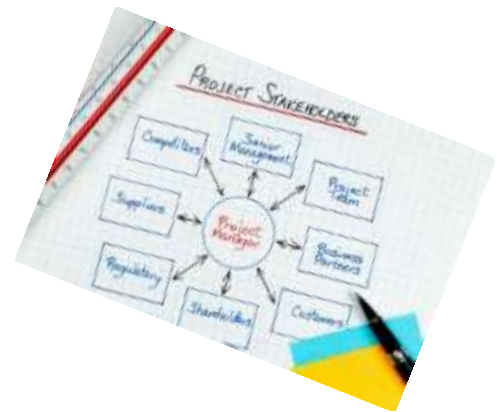 PROJECT STAKEHOLDERS
Competitors
Senior
Management
Project
Team
Suppliers
Project
Manager
Business
Partners
Regulatory
Shareholders
Customers